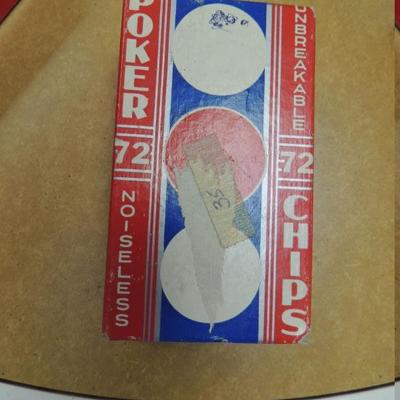 POKER
72
NOISELESS
UNBREAKABLE
72
CHIPS
35